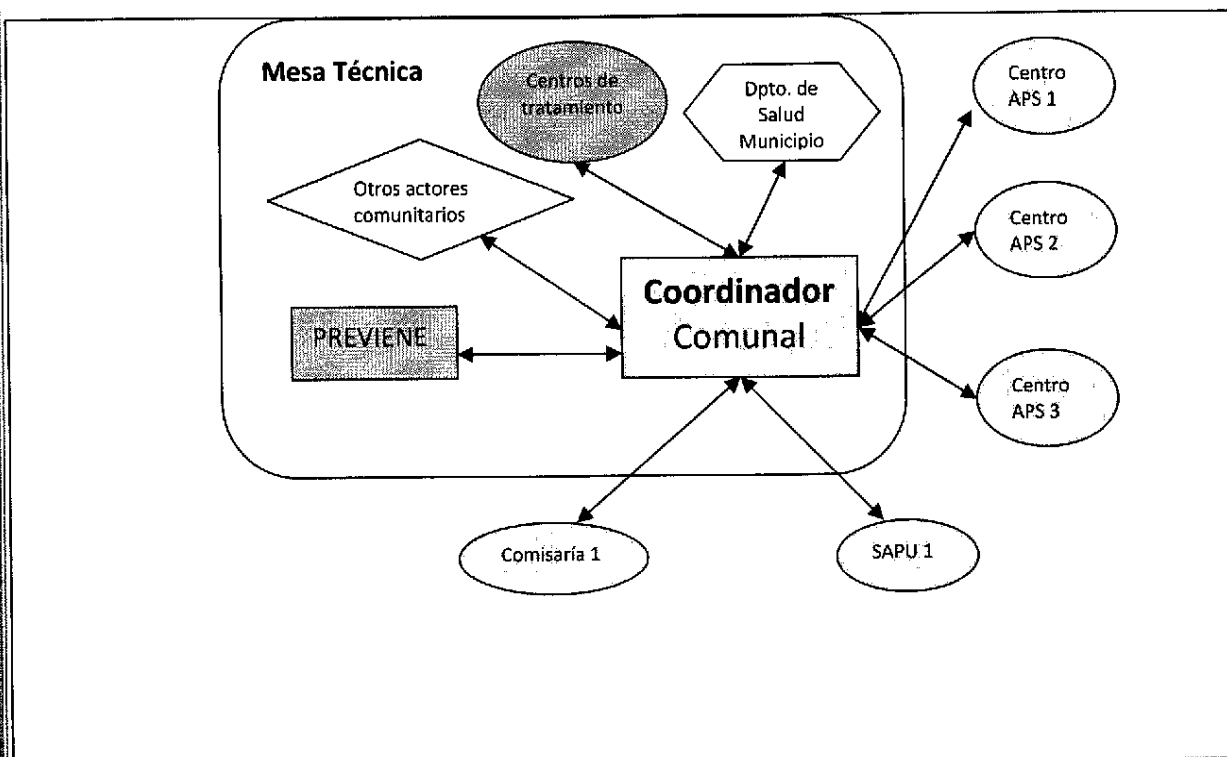 Mesa Técnica
Centros de
tratamiento
Dpto. de
Salud
Municipio
Otros actores
comunitarios
PREVIENE
Coordinador
Comunal
Centro
APS 1
Centro
APS 2
Centro
APS 3
Comisaría 1
SAPU 1